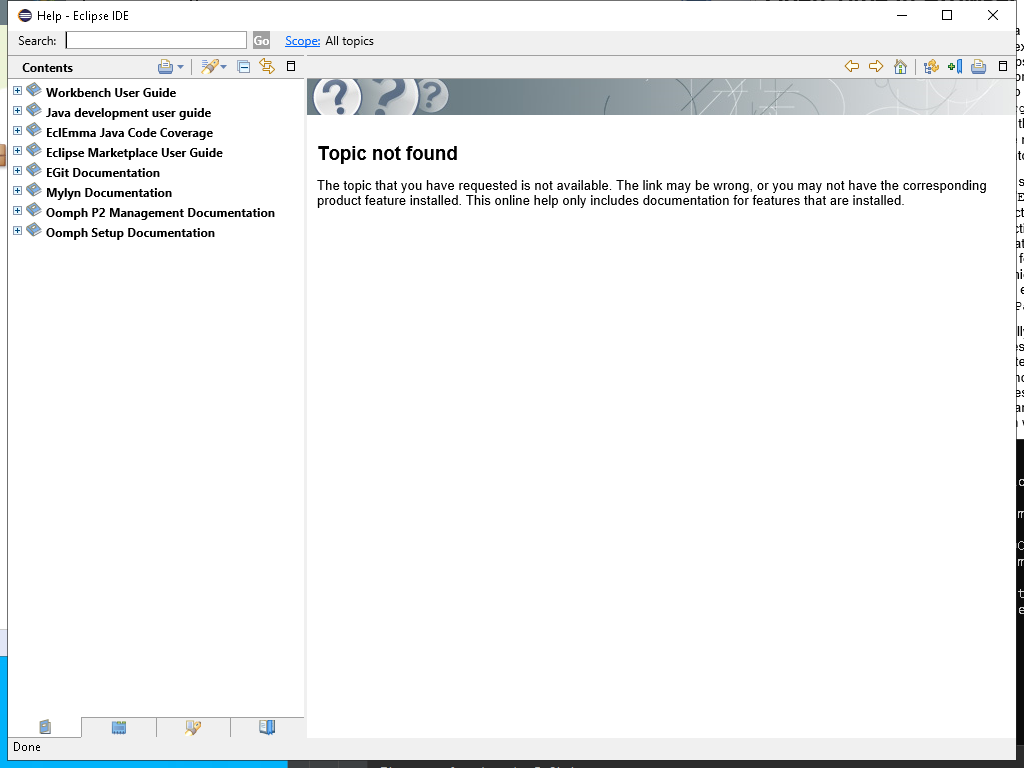 Help - Eclipse IDE
Search:
Go
Scope: All topics
Contents
Workbench User Guide
Java development user guide
EclEmma Java Code Coverage
Eclipse Marketplace User Guide
EGit Documentation
Mylyn Documentation
Oomph P2 Management Documentation
Oomph Setup Documentation
Topic not found
The topic that you have requested is not available. The link may be wrong, or you may not have the corresponding
product feature installed. This online help only includes documentation for features that are installed.
Done